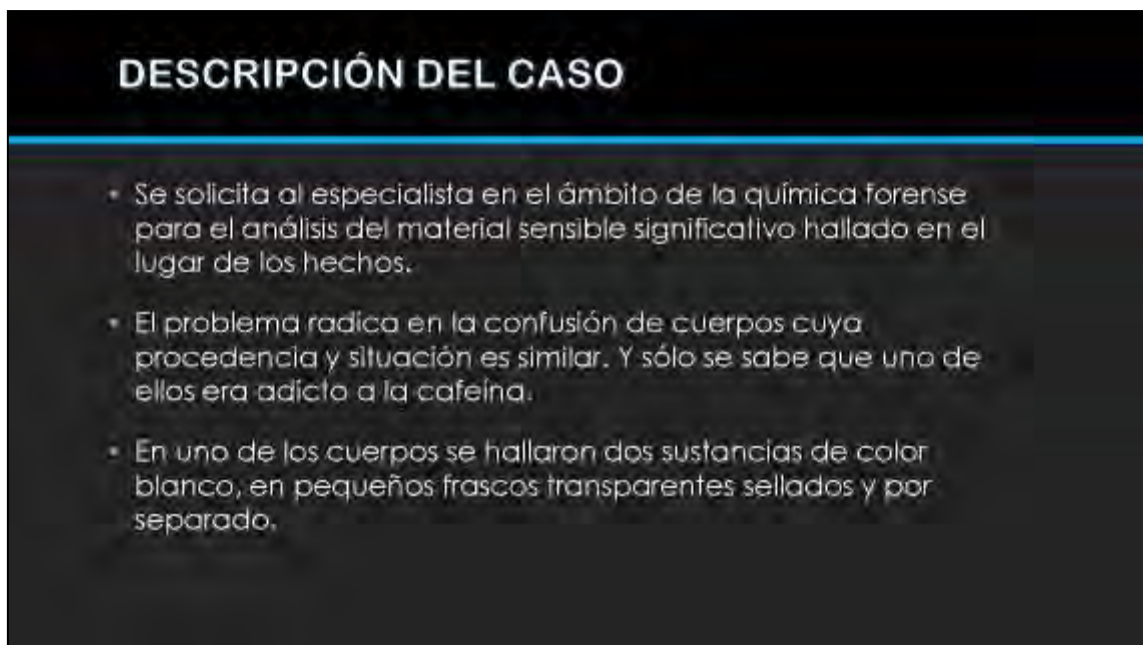 DESCRIPCIÓN DEL CASO
• Se solicita al especialista en el ámbito de la química forense
para el análisis del material sensible significativo hallado en el
lugar de los hechos.
• El problema radica en la confusión de cuerpos cuya
procedencia y situación es similar. Y sólo se sabe que uno de
ellos era adicto a la cafeína.
• En uno de los cuerpos se hallaron dos sustancias de color
blanco, en pequeños frascos transparentes sellados y por
separado.